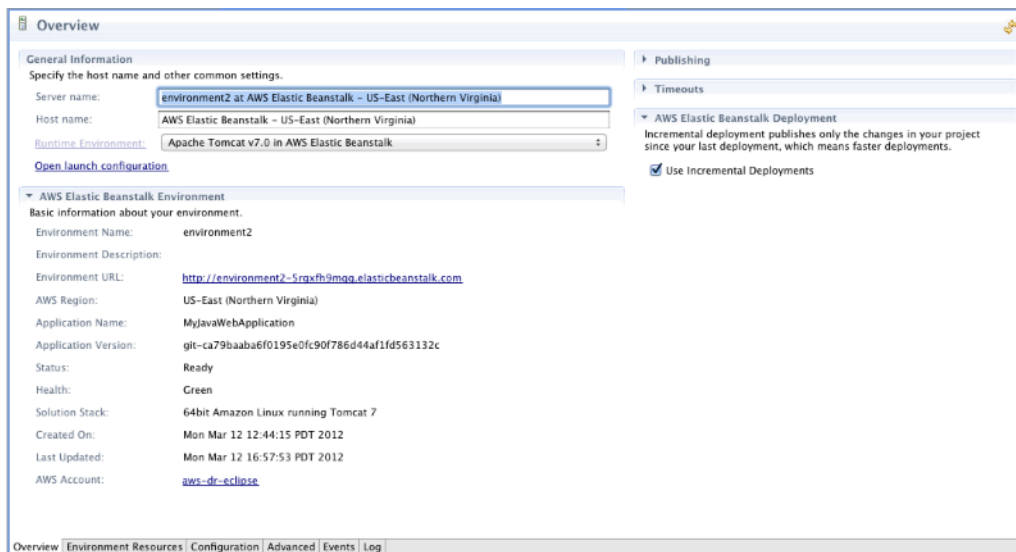 Overview
General Information
Specify the host name and other common settings.
Server name: environment2 at AWS Elastic Beanstalk - US-East (Northern Virginia)
Host name: AWS Elastic Beanstalk - US-East (Northern Virginia)
Runtime Environment: Apache Tomcat v7.0 in AWS Elastic Beanstalk
Open launch configuration
AWS Elastic Beanstalk Environment
Basic information about your environment.
Environment Name: environment2
Environment Description:
Environment URL: http://environment2-5rgxfh9mgg.elasticbeanstalk.com
AWS Region: US-East (Northern Virginia)
Application Name: MyJavaWebApplication
Application Version: git-ca79baaba6f0195e0fc90f786d44af1fd563132c
Status: Ready
Health: Green
Solution Stack: 64bit Amazon Linux running Tomcat 7
Created On: Mon Mar 12 12:44:15 PDT 2012
Last Updated: Mon Mar 12 16:57:53 PDT 2012
AWS Account: aws-dr-eclipse
Publishing
Timeouts
AWS Elastic Beanstalk Deployment
Incremental deployment publishes only the changes in your project
since your last deployment, which means faster deployments.
Use Incremental Deployments
Overview Environment Resources Configuration Advanced Events Log